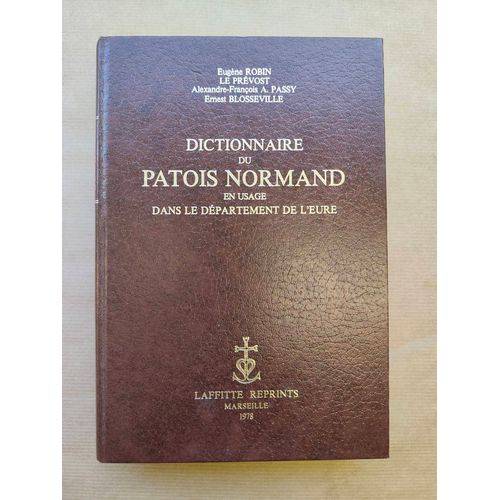 Eugène ROBIN
LE PRÉVOST
Alexandre-François A. PASSY
Ernest BLOSSEVILLE
DICTIONNAIRE
DU
PATOIS NORMAND
EN USAGE
DANS LE DÉPARTEMENT DE L'EURE
LAFFITTE REPRINTS
MARSEILLE
1978